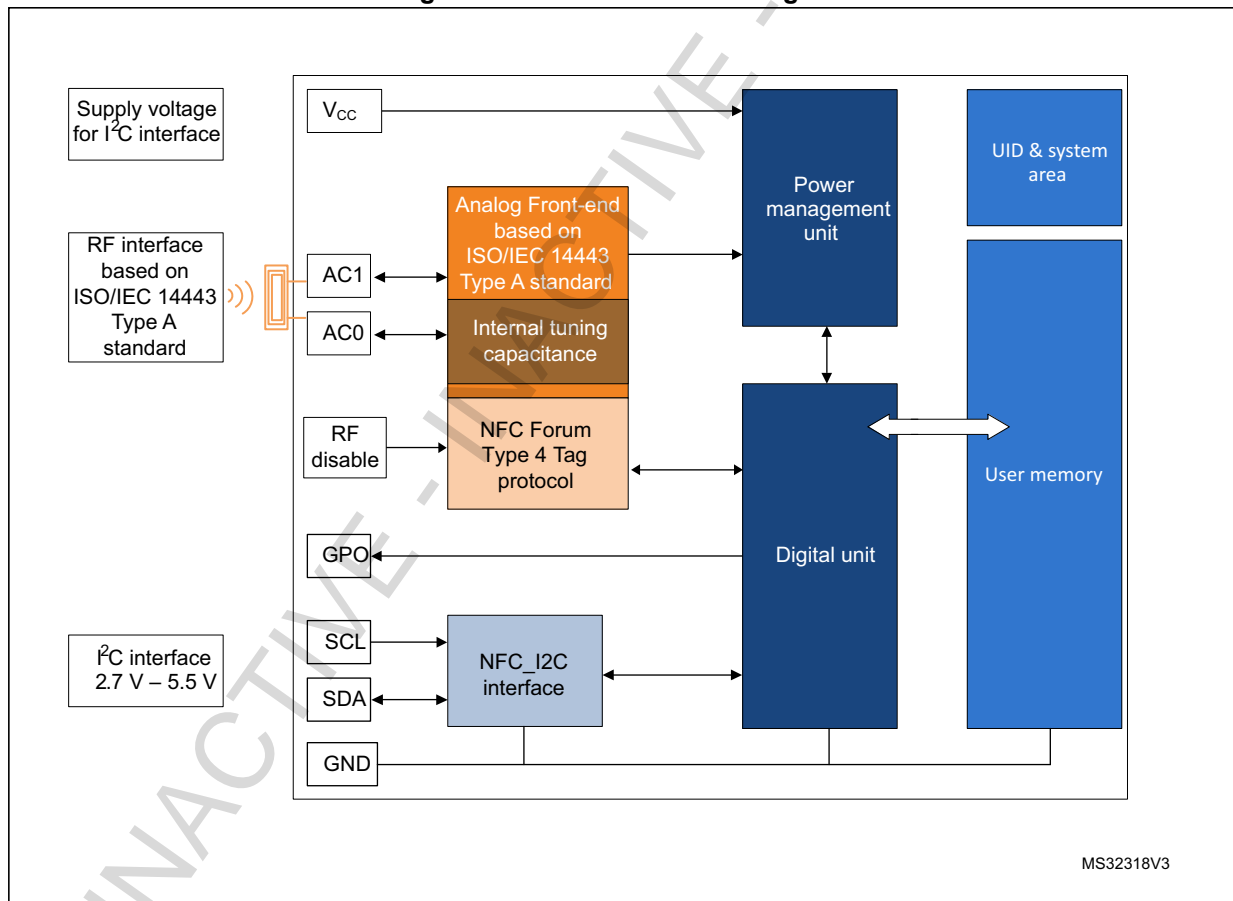 Supply voltage
for I²C interface
V_CC
Power
management
unit
UID & system
area
Analog Front-end
based on
ISO/IEC 14443
Type A standard
RF interface
based on
ISO/IEC 14443
Type A
standard
AC1
AC0
Internal tuning
capacitance
RF
disable
NFC Forum
Type 4 Tag
protocol
Digital unit
User memory
GPO
I²C interface
2.7 V – 5.5 V
SCL
SDA
NFC_I2C
interface
GND
MS32318V3
INACTIVE - INACTIVE -